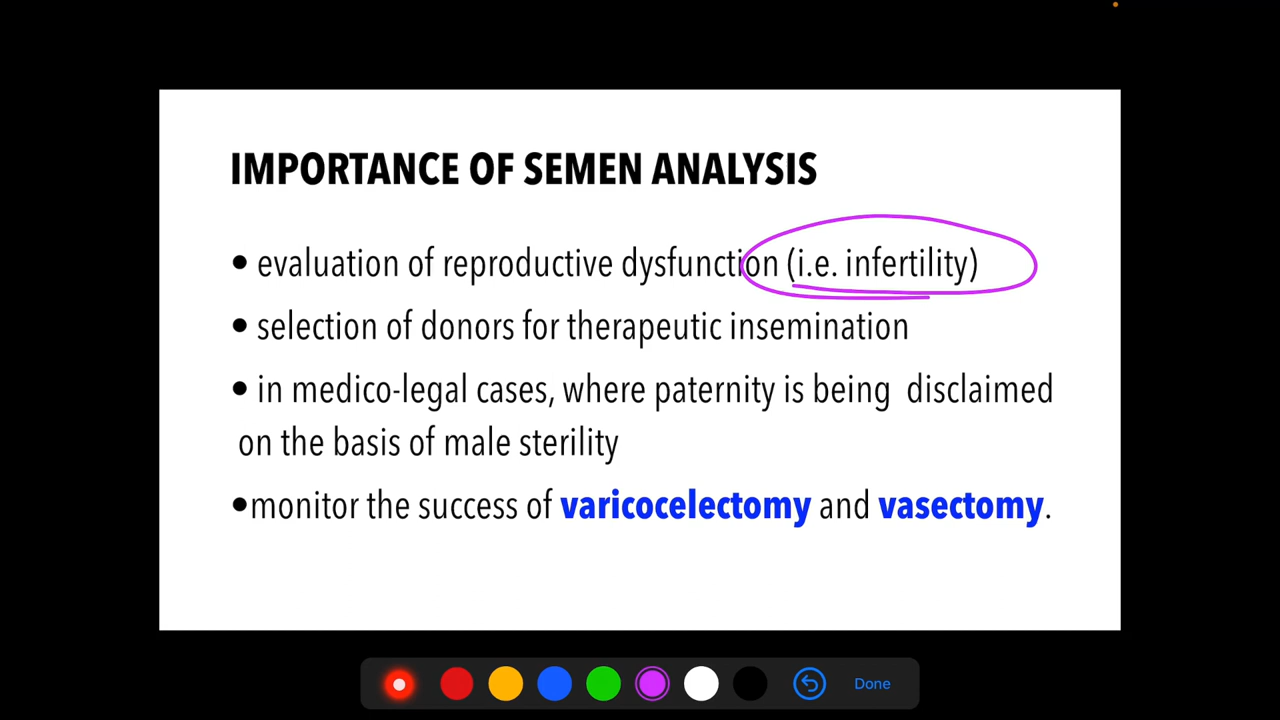 IMPORTANCE OF SEMEN ANALYSIS
• evaluation of reproductive dysfunction (i.e. infertility)
• selection of donors for therapeutic insemination
• in medico-legal cases, where paternity is being disclaimed
on the basis of male sterility
•monitor the success of varicocelectomy and vasectomy.
Done